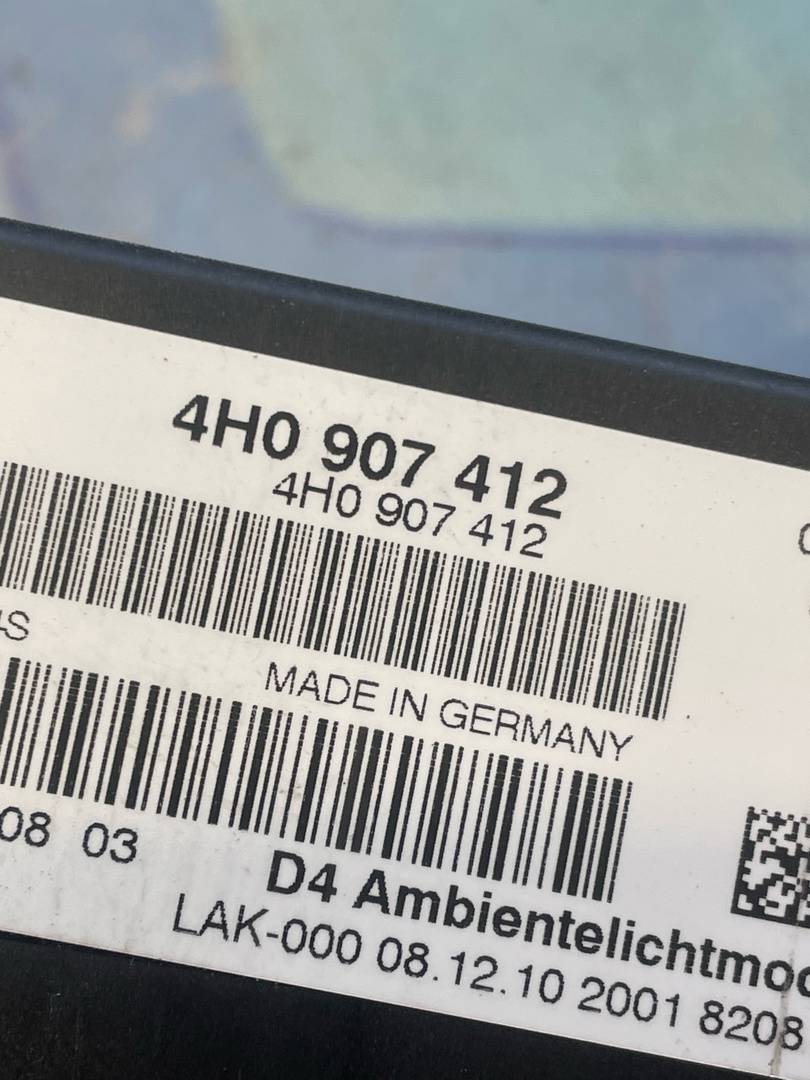 4H0 907 412
4H0 907 412
MADE IN GERMANY
08 03
D4 Ambientelichtmod
LAK-000 08.12.10 2001 8208